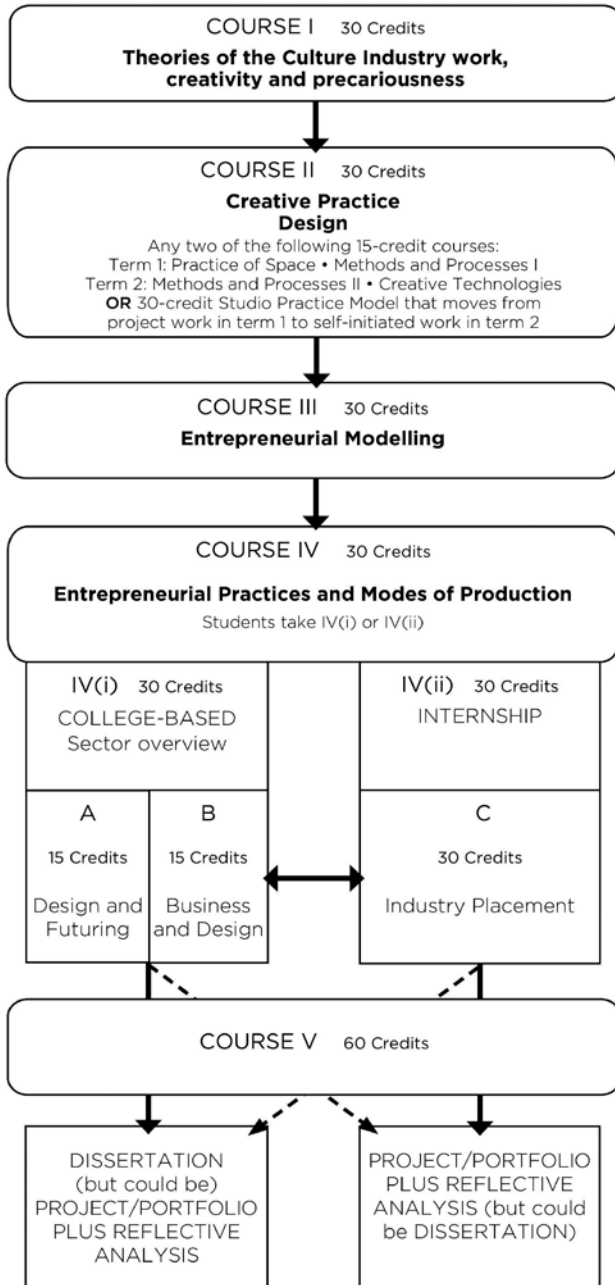 COURSE I 30 Credits
Theories of the Culture Industry work,
creativity and precariousness
COURSE II 30 Credits
Creative Practice
Design
Any two of the following 15-credit courses:
Term 1: Practice of Space • Methods and Processes I
Term 2: Methods and Processes II • Creative Technologies
OR 30-credit Studio Practice Model that moves from
project work in term 1 to self-initiated work in term 2
COURSE III 30 Credits
Entrepreneurial Modelling
COURSE IV 30 Credits
Entrepreneurial Practices and Modes of Production
Students take IV(i) or IV(ii)
IV(i) 30 Credits
COLLEGE-BASED
Sector overview
IV(ii) 30 Credits
INTERNSHIP
A
15 Credits
Design and
Futuring
B
15 Credits
Business
and Design
C
30 Credits
Industry Placement
COURSE V 60 Credits
DISSERTATION
(but could be)
PROJECT/PORTFOLIO
PLUS REFLECTIVE
ANALYSIS
PROJECT/PORTFOLIO
PLUS REFLECTIVE
ANALYSIS (but could
be DISSERTATION)